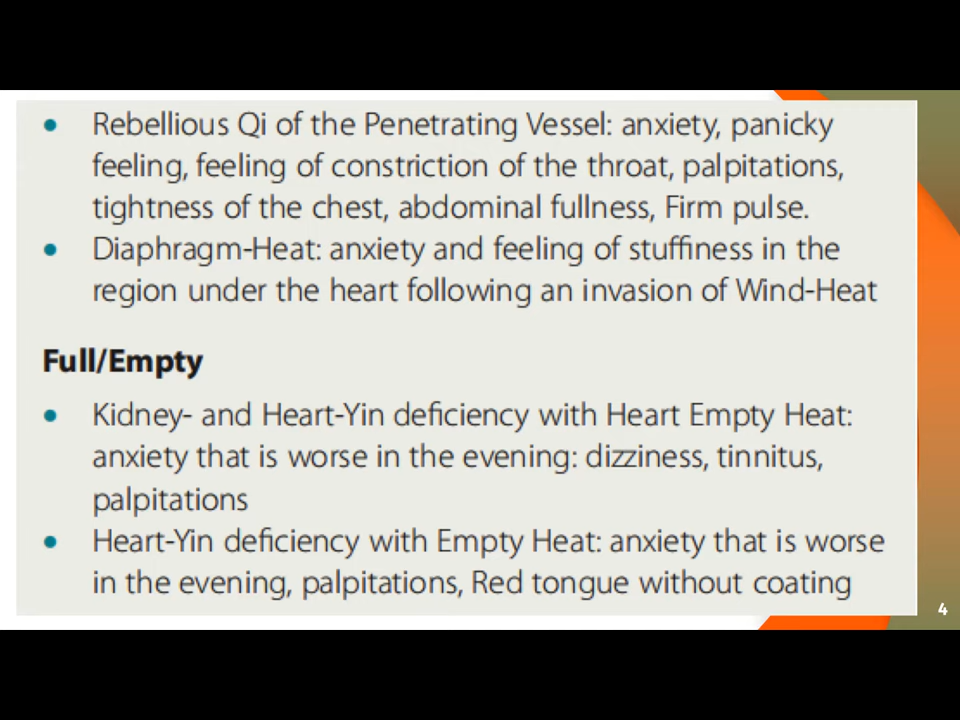 • Rebellious Qi of the Penetrating Vessel: anxiety, panicky
feeling, feeling of constriction of the throat, palpitations,
tightness of the chest, abdominal fullness, Firm pulse.
• Diaphragm-Heat: anxiety and feeling of stuffiness in the
region under the heart following an invasion of Wind-Heat
Full/Empty
• Kidney- and Heart-Yin deficiency with Heart Empty Heat:
anxiety that is worse in the evening: dizziness, tinnitus,
palpitations
• Heart-Yin deficiency with Empty Heat: anxiety that is worse
in the evening, palpitations, Red tongue without coating
4